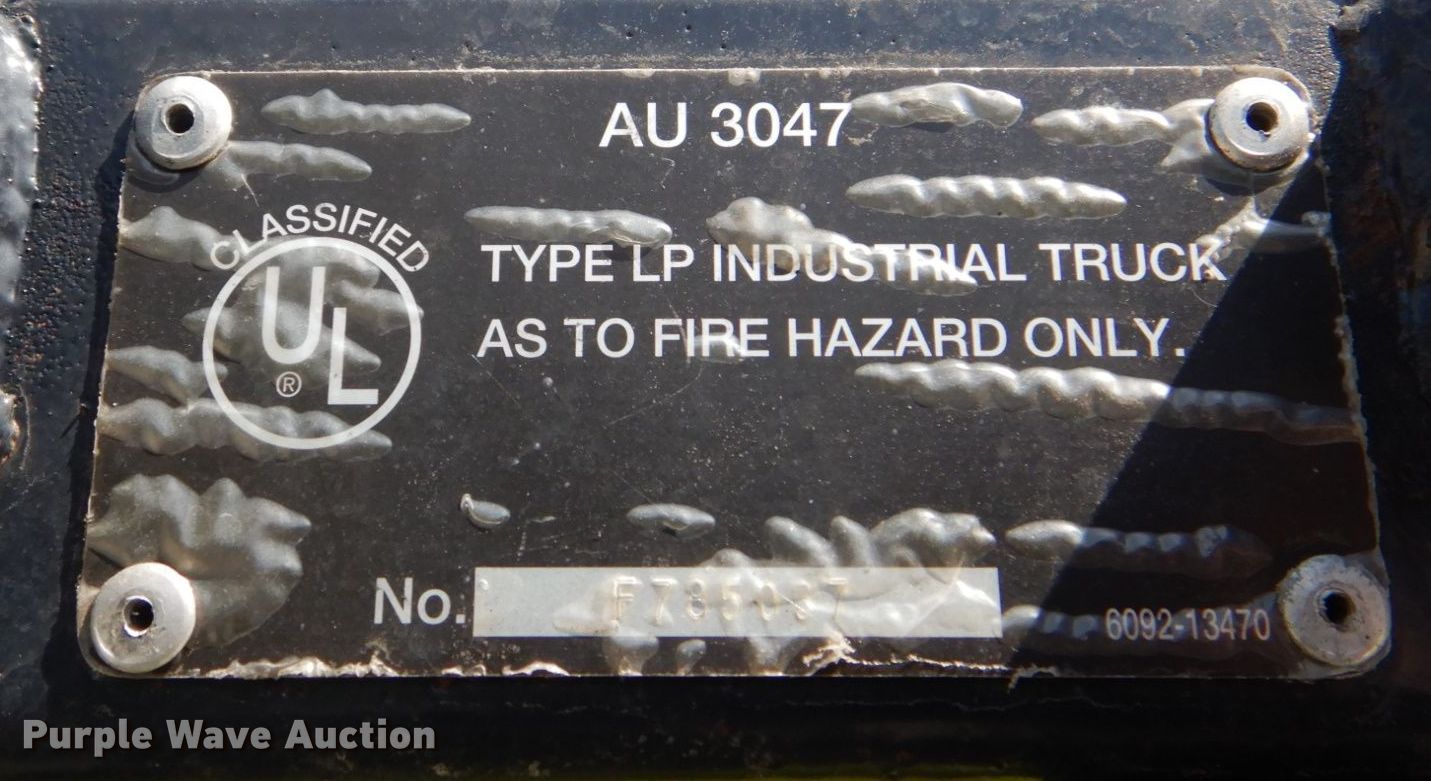 AU 3047
CLASSIFIED
UL
®
TYPE LP INDUSTRIAL TRUCK
AS TO FIRE HAZARD ONLY.
No.
6092-13470
Purple Wave Auction